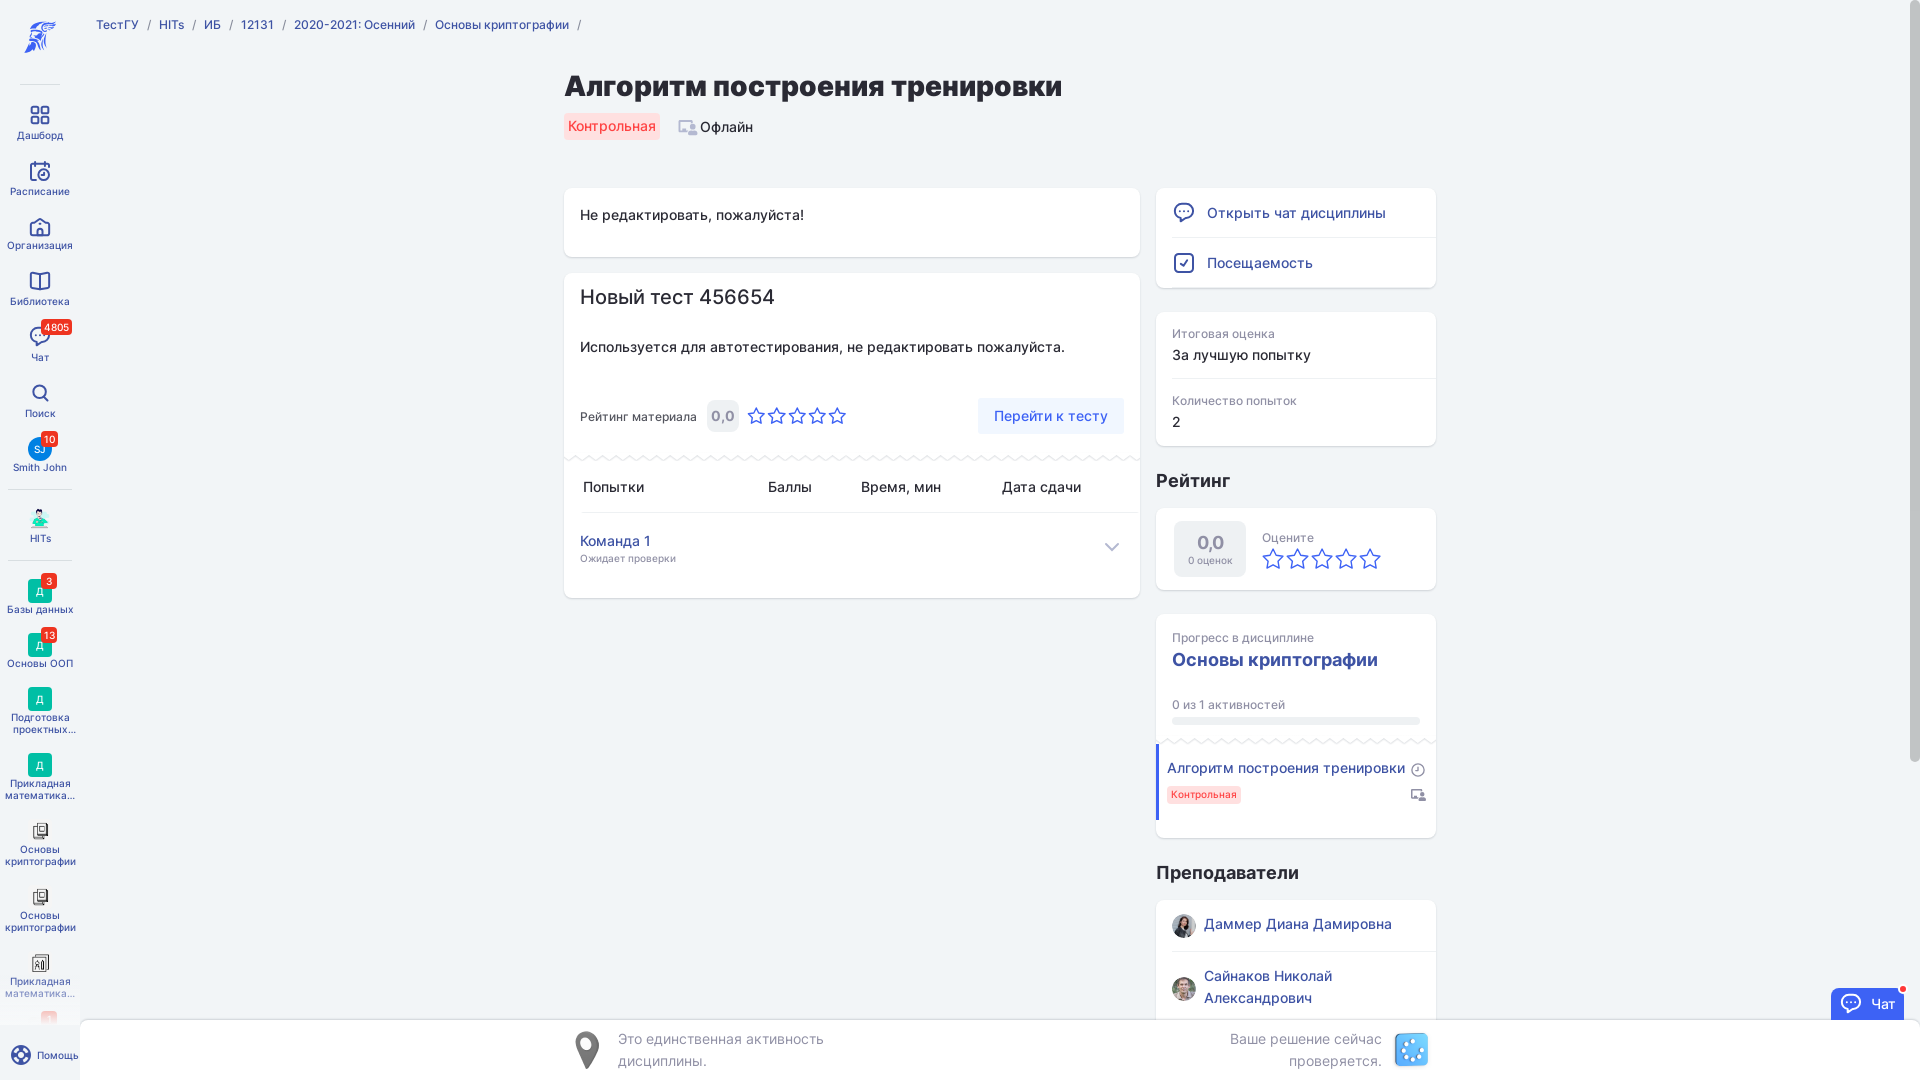 ТестГУ / HITs / ИБ / 12131 / 2020-2021: Осенний / Основы криптографии /
Дашборд
Расписание
Организация
Библиотека
4805
Чат
Поиск
10
SJ
Smith John
HITs
3
Д
Базы данных
13
Д
Основы ООП
Д
Подготовка
проектных...
Д
Прикладная
математика...
Основы
криптографии
Основы
криптографии
Прикладная
математика...
1
Помощь
Алгоритм построения тренировки
Контрольная
Офлайн
Не редактировать, пожалуйста!
Новый тест 456654
Используется для автотестирования, не редактировать пожалуйста.
Рейтинг материала 0,0
Перейти к тесту
Попытки Баллы Время, мин Дата сдачи
Команда 1
Ожидает проверки
Открыть чат дисциплины
Посещаемость
Итоговая оценка
За лучшую попытку
Количество попыток
2
Рейтинг
0,0
0 оценок
Оцените
Прогресс в дисциплине
Основы криптографии
0 из 1 активностей
Алгоритм построения тренировки
Контрольная
Преподаватели
Даммер Диана Дамировна
Сайнаков Николай
Александрович
Чат
Это единственная активность
дисциплины.
Ваше решение сейчас
проверяется.